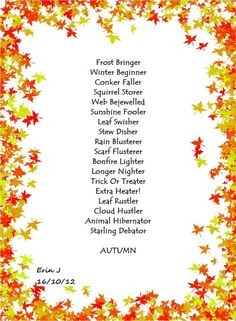 Frost Bringer
Winter Beginner
Conker Faller
Squirrel Storer
Web Bejewelled
Sunshine Fooler
Leaf Swisher
Stew Disher
Rain Blusterer
Scarf Flusterer
Bonfire Lighter
Longer Nighter
Trick Or Treater
Extra Heater!
Leaf Rustler
Cloud Hustler
Animal Hibernator
Starling Debator
AUTUMN
Erin J
16/10/12